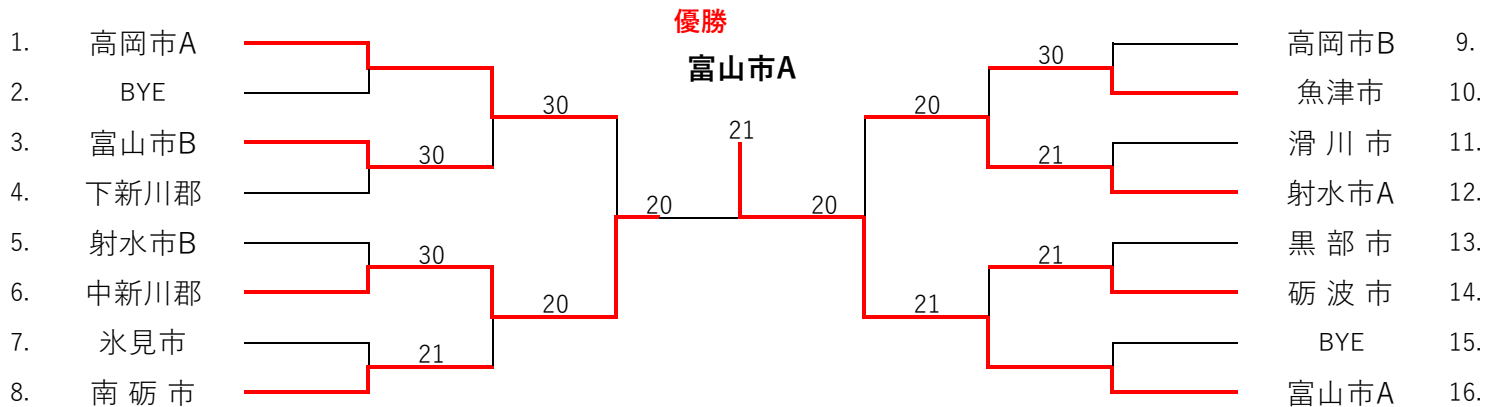 優勝
富山市A
1. 高岡市A
2. BYE
3. 富山市B
4. 下新川郡
5. 射水市B
6. 中新川郡
7. 氷見市
8. 南 砺 市
30
30
30
21
20
20
21
20
20
21
30
21
21
高岡市B 9.
魚津市 10.
滑 川 市 11.
射水市A 12.
黒 部 市 13.
砺 波 市 14.
BYE 15.
富山市A 16.